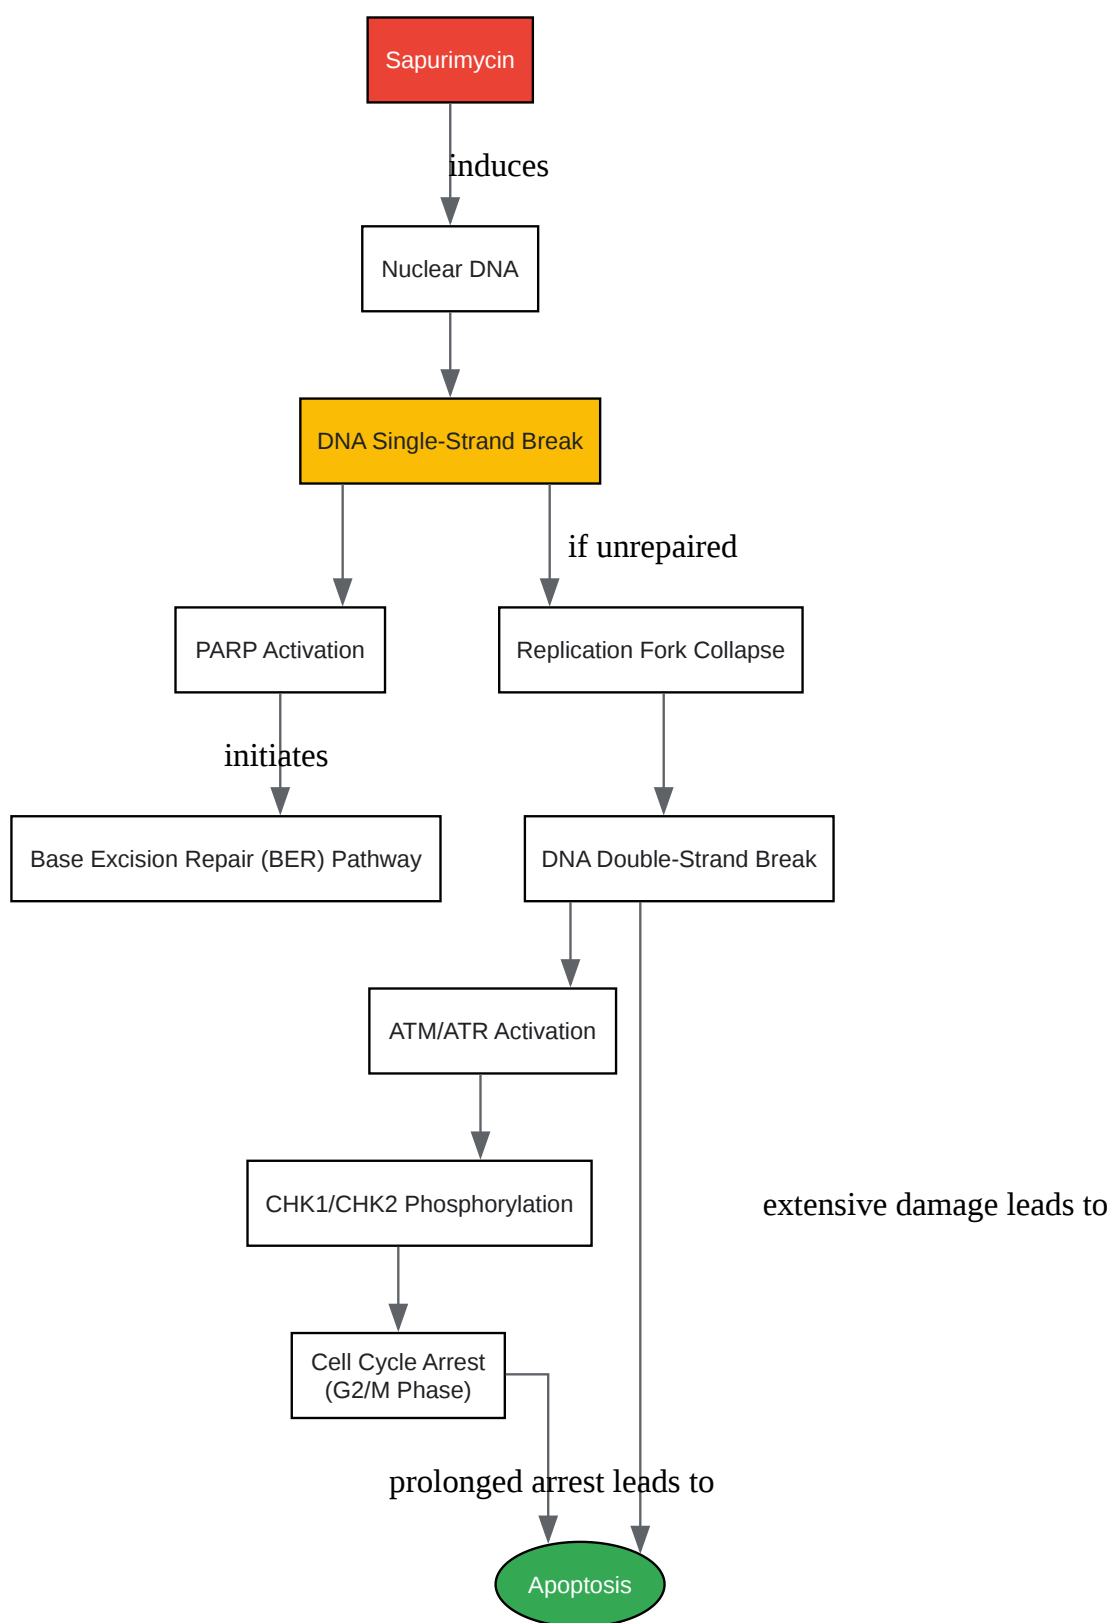 Sapurimycin
induces
Nuclear DNA
DNA Single-Strand Break
if unrepaired
PARP Activation
Replication Fork Collapse
initiates
Base Excision Repair (BER) Pathway
DNA Double-Strand Break
ATM/ATR Activation
CHK1/CHK2 Phosphorylation
extensive damage leads to
Cell Cycle Arrest
(G2/M Phase)
prolonged arrest leads to
Apoptosis